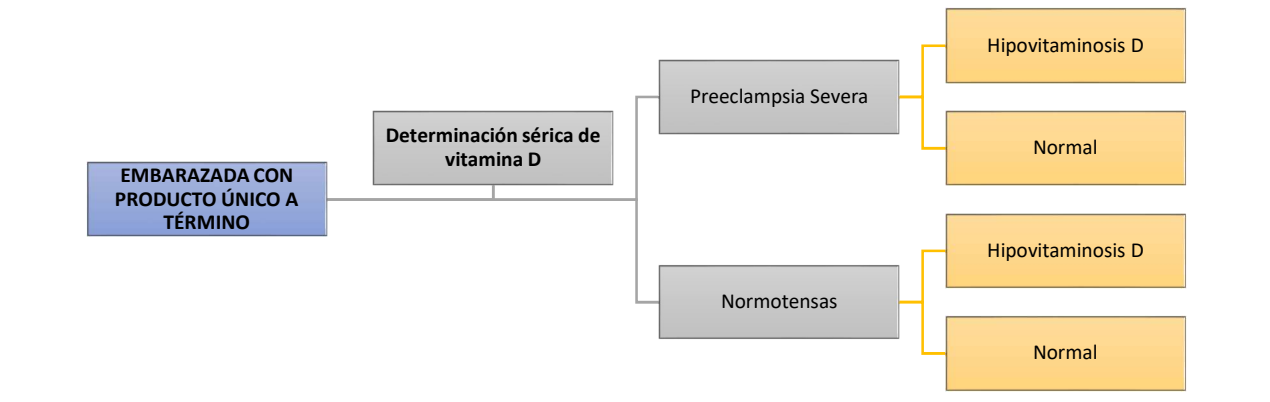 EMBARAZADA CON
PRODUCTO ÚNICO A
TÉRMINO
Determinación sérica de
vitamina D
Preeclampsia Severa
Hipovitaminosis D
Normal
Normotensas
Hipovitaminosis D
Normal